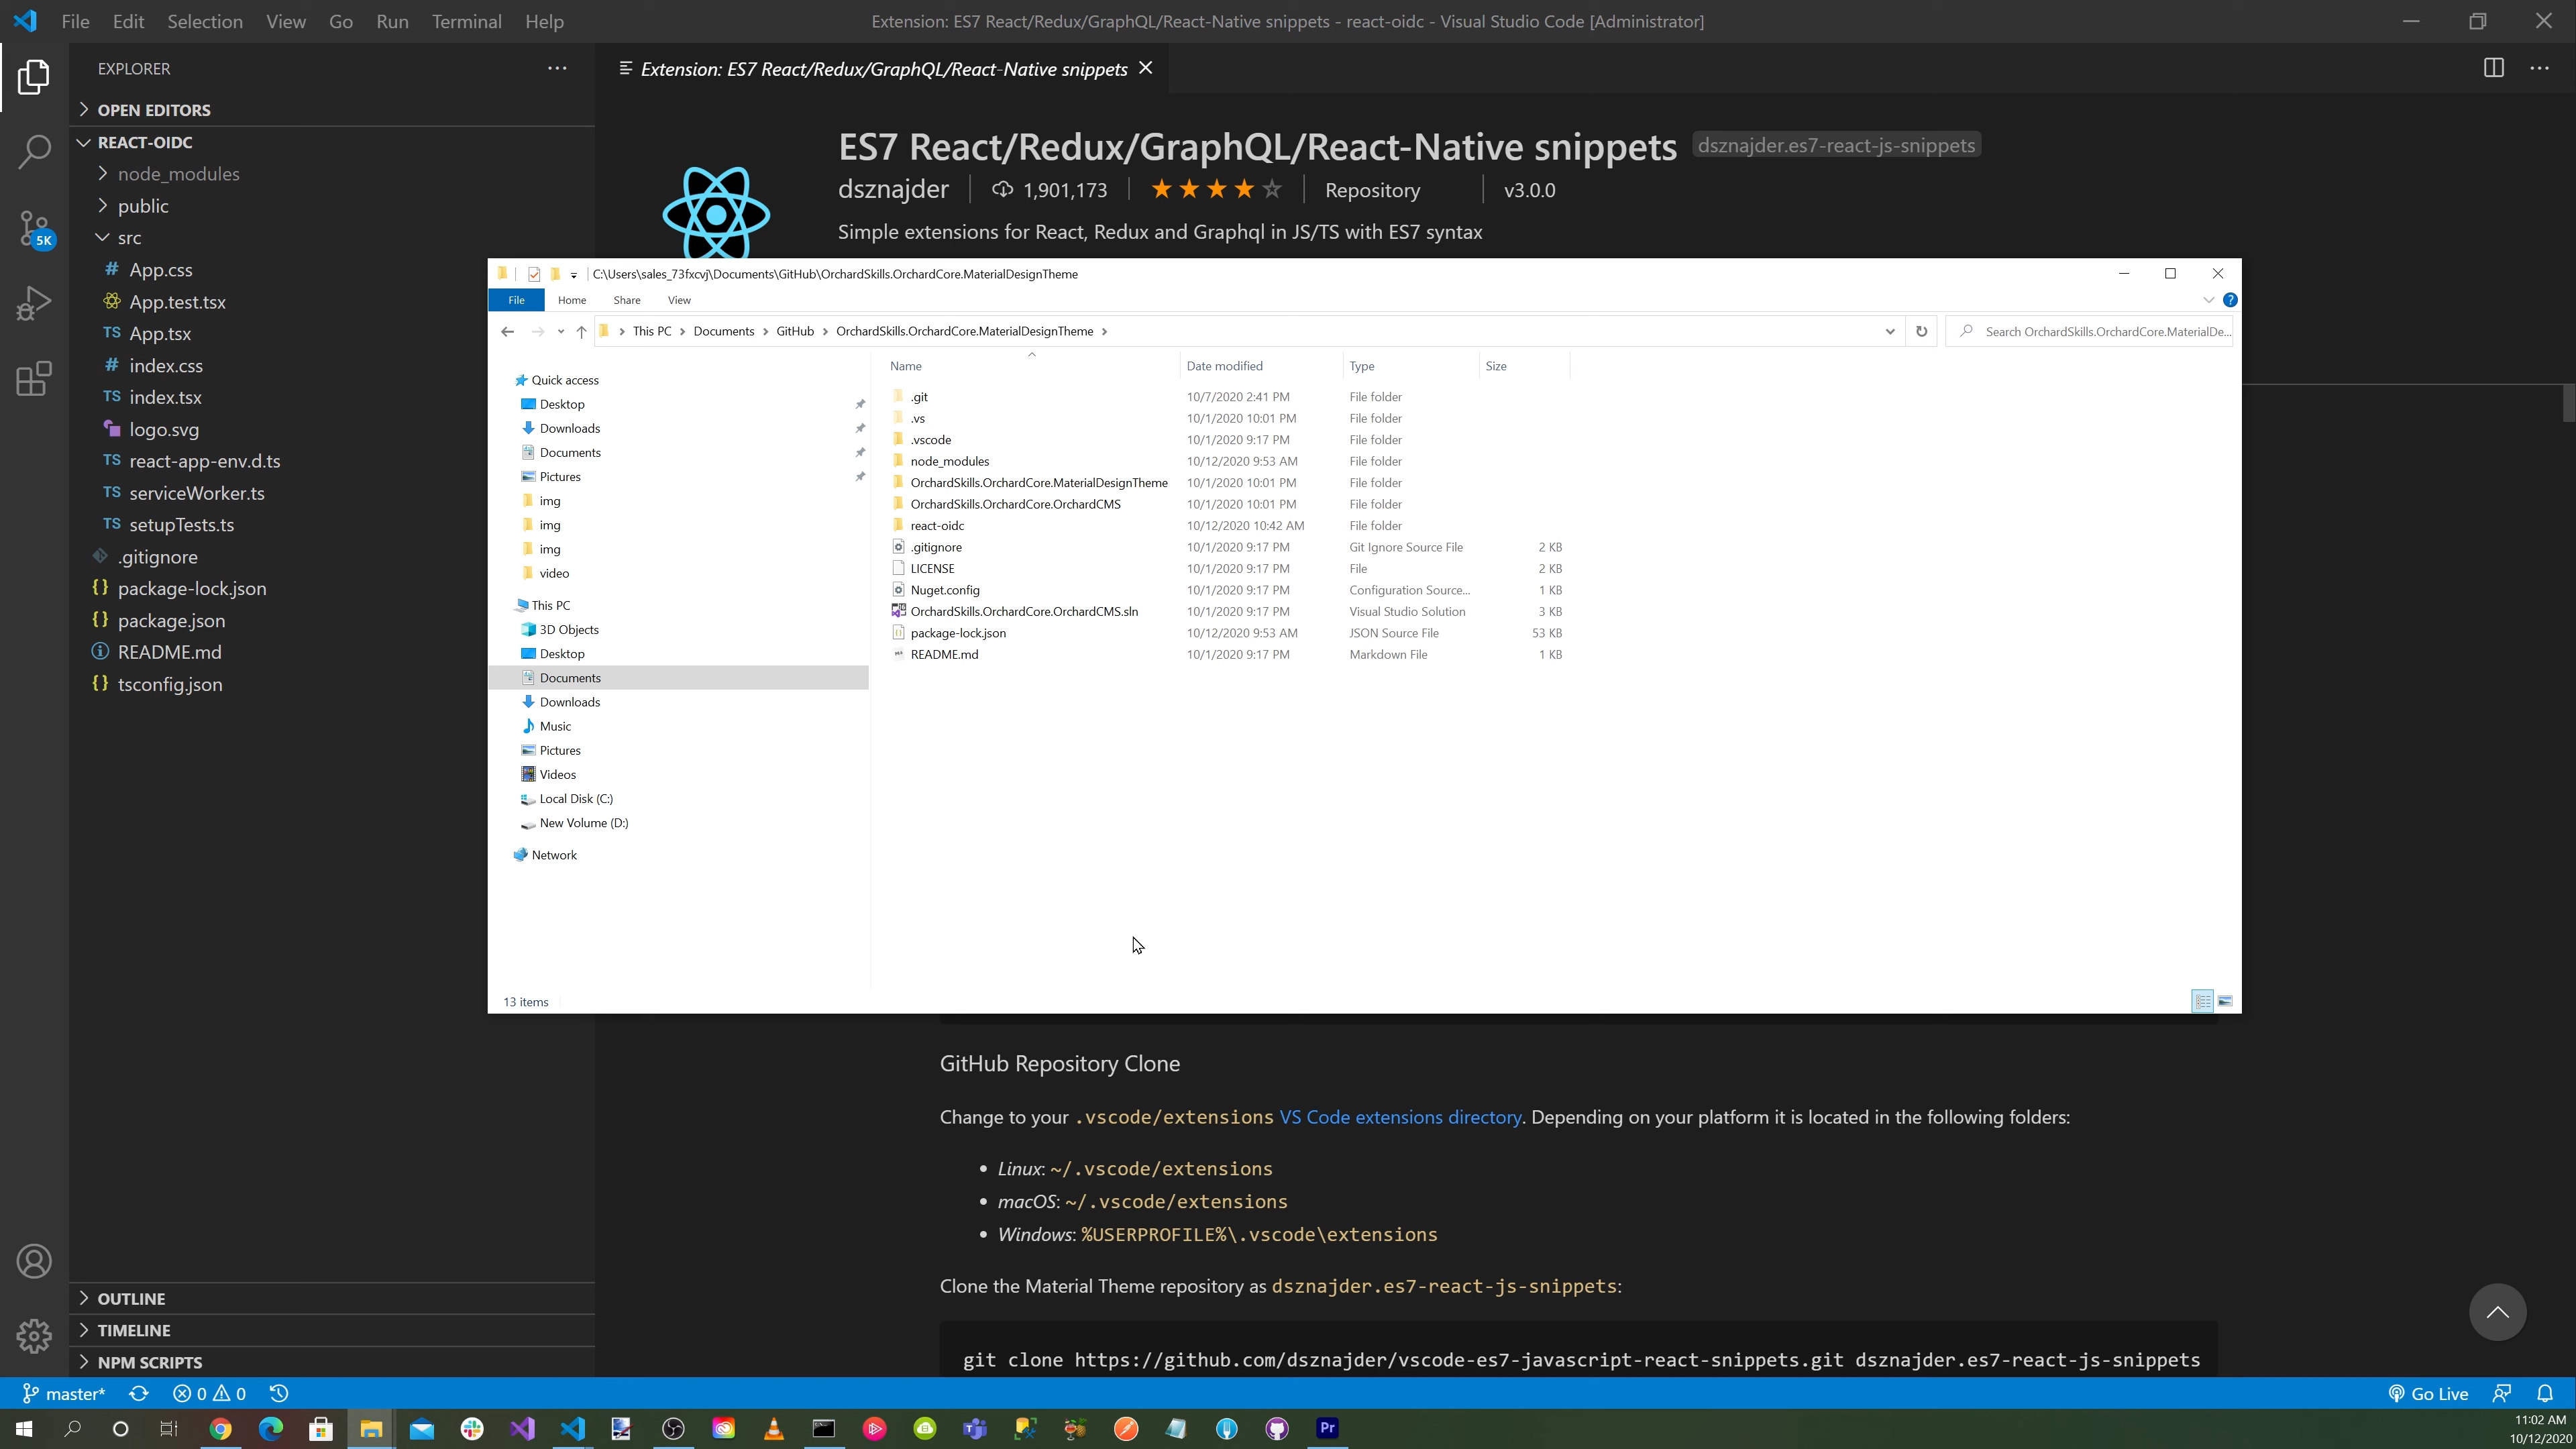 File Edit Selection View Go Run Terminal Help
Extension: ES7 React/Redux/GraphQL/React-Native snippets - react-oidc - Visual Studio Code [Administrator]
EXPLORER
Extension: ES7 React/Redux/GraphQL/React-Native snippets
OPEN EDITORS
REACT-OIDC
node_modules
public
src
# App.css
App.test.tsx
TS App.tsx
# index.css
TS index.tsx
logo.svg
TS react-app-env.d.ts
TS serviceWorker.ts
TS setupTests.ts
.gitignore
{} package-lock.json
{} package.json
README.md
{} tsconfig.json
5K
OUTLINE
TIMELINE
NPM SCRIPTS
ES7 React/Redux/GraphQL/React-Native snippets dsznajder.es7-react-js-snippets
dsznajder 1,901,173 Repository v3.0.0
Simple extensions for React, Redux and Graphql in JS/TS with ES7 syntax
C:\Users\sales_73fxcvj\Documents\GitHub\OrchardSkills.OrchardCore.MaterialDesignTheme
File Home Share View
This PC Documents GitHub OrchardSkills.OrchardCore.MaterialDesignTheme
Search OrchardSkills.OrchardCore.MaterialDe...
Quick access
Desktop
Downloads
Documents
Pictures
img
img
img
video
This PC
3D Objects
Desktop
Documents
Downloads
Music
Pictures
Videos
Local Disk (C:)
New Volume (D:)
Network
Name Date modified Type Size
.git 10/7/2020 2:41 PM File folder
.vs 10/1/2020 10:01 PM File folder
.vscode 10/1/2020 9:17 PM File folder
node_modules 10/12/2020 9:53 AM File folder
OrchardSkills.OrchardCore.MaterialDesignTheme 10/1/2020 10:01 PM File folder
OrchardSkills.OrchardCore.OrchardCMS 10/1/2020 10:01 PM File folder
react-oidc 10/12/2020 10:42 AM File folder
.gitignore 10/1/2020 9:17 PM Git Ignore Source File 2 KB
LICENSE 10/1/2020 9:17 PM File 2 KB
Nuget.config 10/1/2020 9:17 PM Configuration Source... 1 KB
OrchardSkills.OrchardCore.OrchardCMS.sln 10/1/2020 9:17 PM Visual Studio Solution 3 KB
package-lock.json 10/12/2020 9:53 AM JSON Source File 53 KB
README.md 10/1/2020 9:17 PM Markdown File 1 KB
13 items
GitHub Repository Clone
Change to your .vscode/extensions VS Code extensions directory. Depending on your platform it is located in the following folders:
• Linux: ~/.vscode/extensions
• macOS: ~/.vscode/extensions
• Windows: %USERPROFILE%\.vscode\extensions
Clone the Material Theme repository as dsznajder.es7-react-js-snippets:
git clone https://github.com/dsznajder/vscode-es7-javascript-react-snippets.git dsznajder.es7-react-js-snippets
master* 0 0 Go Live
Pr
11:02 AM
10/12/2020